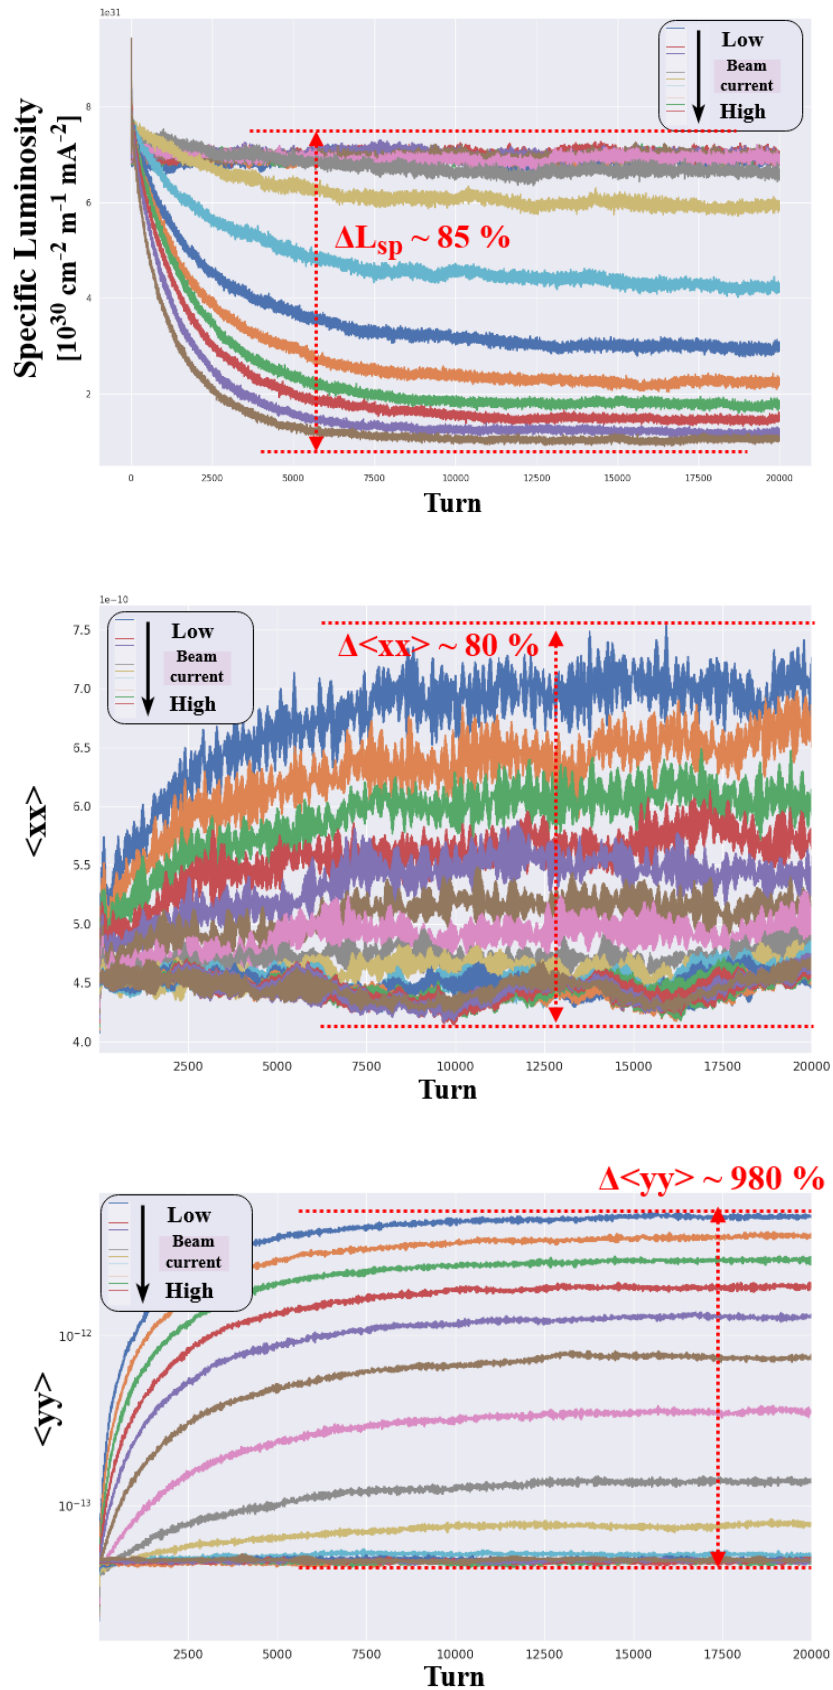 1e31
Low
Beam
current
High
8
6
4
2
ΔLsp ~ 85 %
Specific Luminosity
[10^30 cm^-2 m^-1 mA^-2]
0 2500 5000 7500 10000 12500 15000 17500 20000
Turn
1e−10
Low
Beam
current
High
Δ<xx> ~ 80 %
7.5
7.0
6.5
6.0
5.5
5.0
4.5
4.0
<xx>
2500 5000 7500 10000 12500 15000 17500 20000
Turn
Δ<yy> ~ 980 %
Low
Beam
current
High
10^−12
10^−13
<yy>
2500 5000 7500 10000 12500 15000 17500 20000
Turn